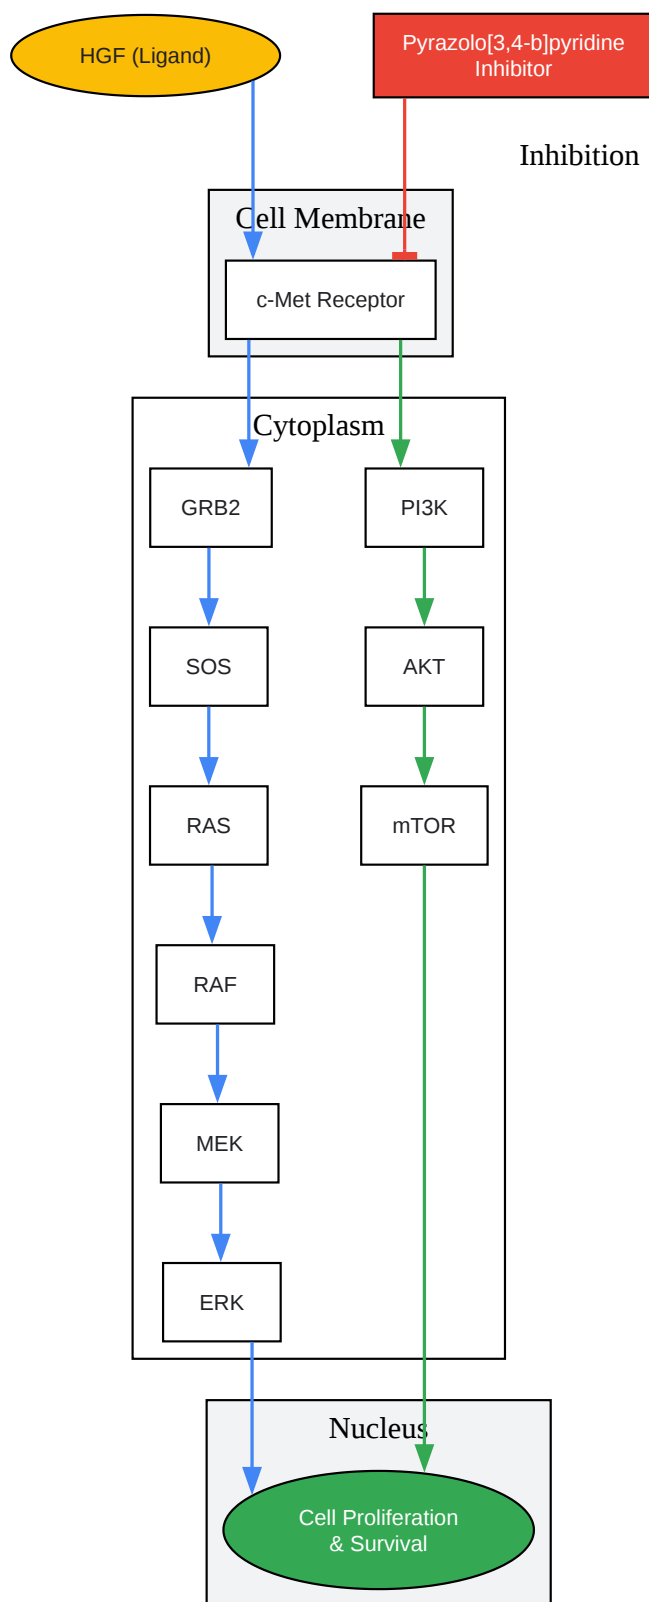 HGF (Ligand)
Pyrazolo[3,4-b]pyridine
Inhibitor
Inhibition
Cell Membrane
c-Met Receptor
Cytoplasm
GRB2
PI3K
SOS
AKT
RAS
mTOR
RAF
MEK
ERK
Nucleus
Cell Proliferation
& Survival